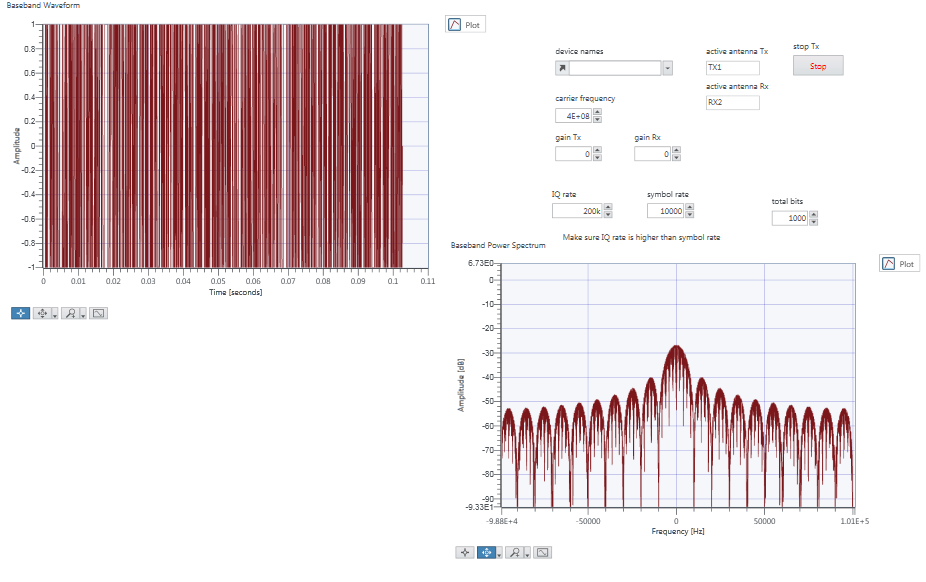 Baseband Waveform
Plot
1
0.8
0.6
0.4
0.2
0
-0.2
-0.4
-0.6
-0.8
-1
Amplitude
0 0.01 0.02 0.03 0.04 0.05 0.06 0.07 0.08 0.09 0.1 0.11
Time [seconds]
device names
active antenna Tx
stop Tx
TX1
Stop
active antenna Rx
RX2
carrier frequency
4E+08
gain Tx
gain Rx
0
0
IQ rate
symbol rate
total bits
200k
10000
1000
Make sure IQ rate is higher than symbol rate
Baseband Power Spectrum
Plot
6.73E0
0
-10
-20
-30
-40
-50
-60
-70
-80
-90
-9.33E1
Amplitude [dB]
-9.88E+4 -50000 0 50000 1.01E+5
Frequency [Hz]